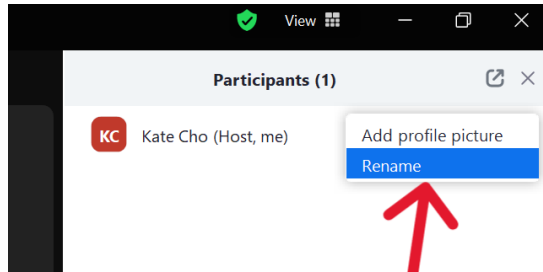 View
Participants (1)
KC Kate Cho (Host, me)
Add profile picture
Rename